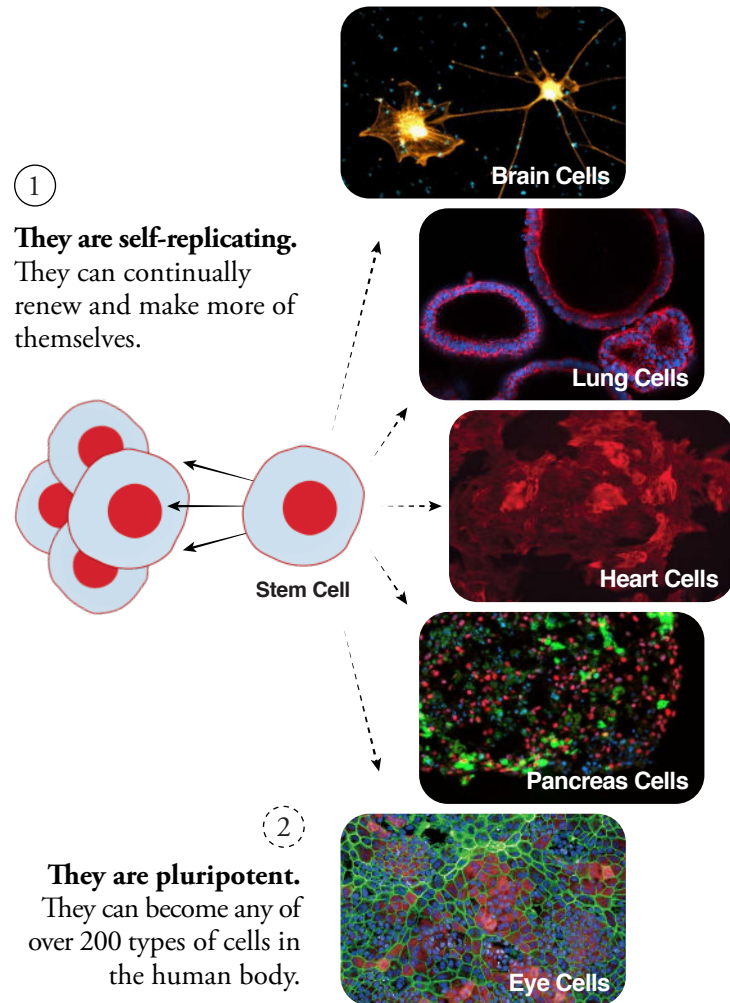 1
They are self-replicating.
They can continually
renew and make more of
themselves.
Stem Cell
Brain Cells
Lung Cells
Heart Cells
Pancreas Cells
Eye Cells
2
They are pluripotent.
They can become any of
over 200 types of cells in
the human body.